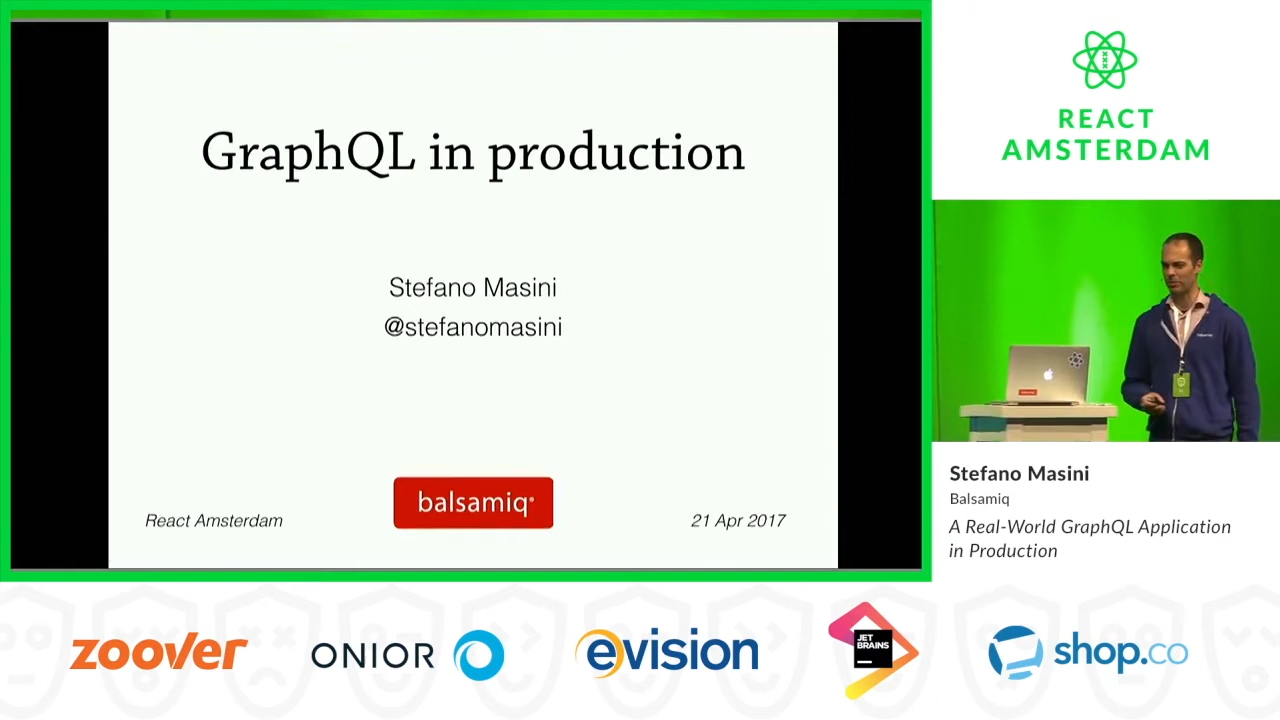 GraphQL in production
Stefano Masini
@stefanomasini
React Amsterdam
balsamiq
21 Apr 2017
REACT
AMSTERDAM
Stefano Masini
Balsamiq
A Real-World GraphQL Application
in Production
zoover
ONIOR
evision
JET
BRAINS
shop.co